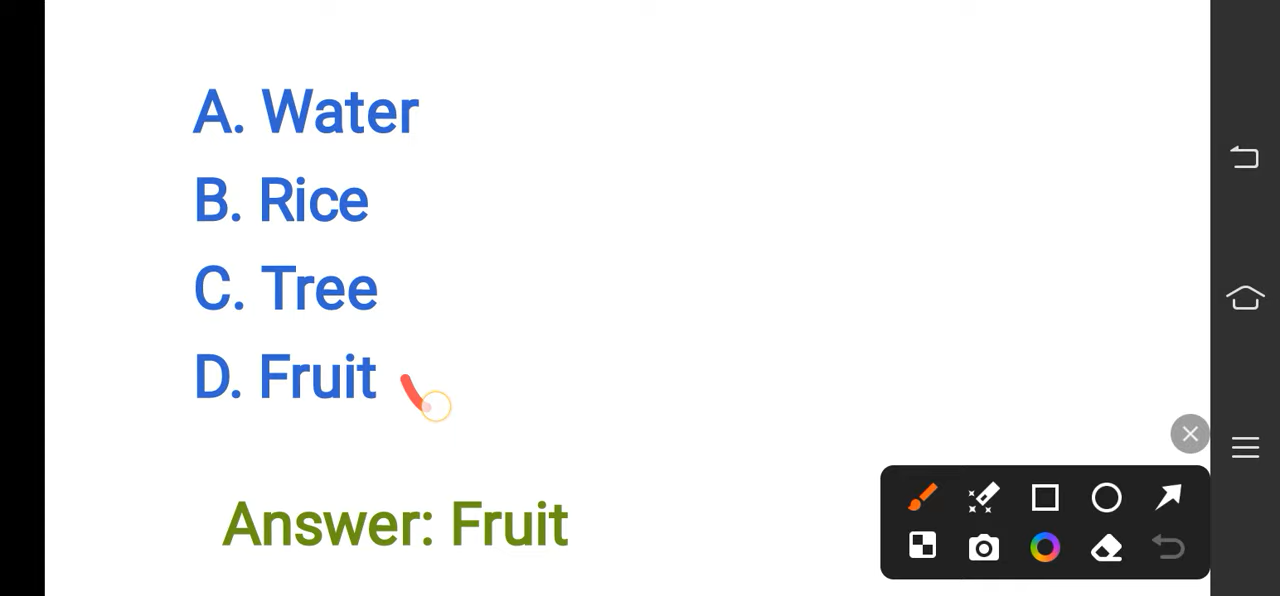 A. Water
B. Rice
C. Tree
D. Fruit
Answer: Fruit